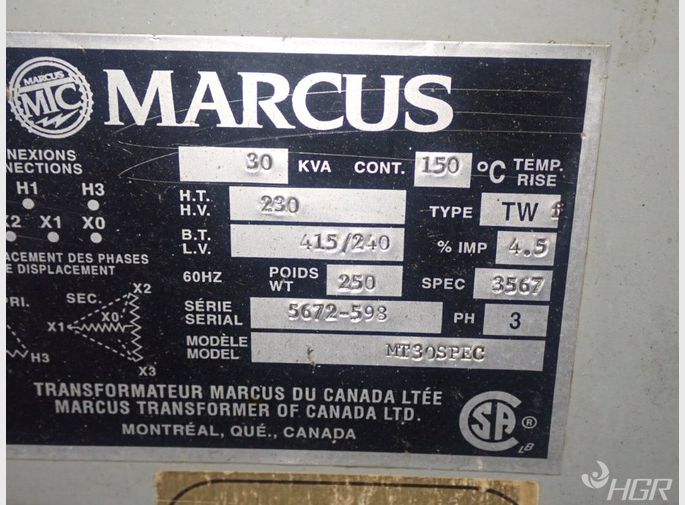 MARCUS
MTC
MARCUS
NEXIONS
NECTIONS
30 KVA CONT. 150 °C TEMP. RISE
H1 H3
H.T.
H.V. 230 TYPE TW
X2 X1 X0
B.T.
L.V. 415/240 % IMP 4.5
ACEMENT DES PHASES
E DISPLACEMENT
60HZ POIDS
WT 250 SPEC 3567
PRI. SEC. X2
X0
X1
H3
X3
SÉRIE
SERIAL 5672-598 PH 3
MODÈLE
MODEL MT30SPEC
TRANSFORMATEUR MARCUS DU CANADA LTÉE
MARCUS TRANSFORMER OF CANADA LTD.
MONTRÉAL, QUÉ., CANADA
CSA ®
LB
HGR